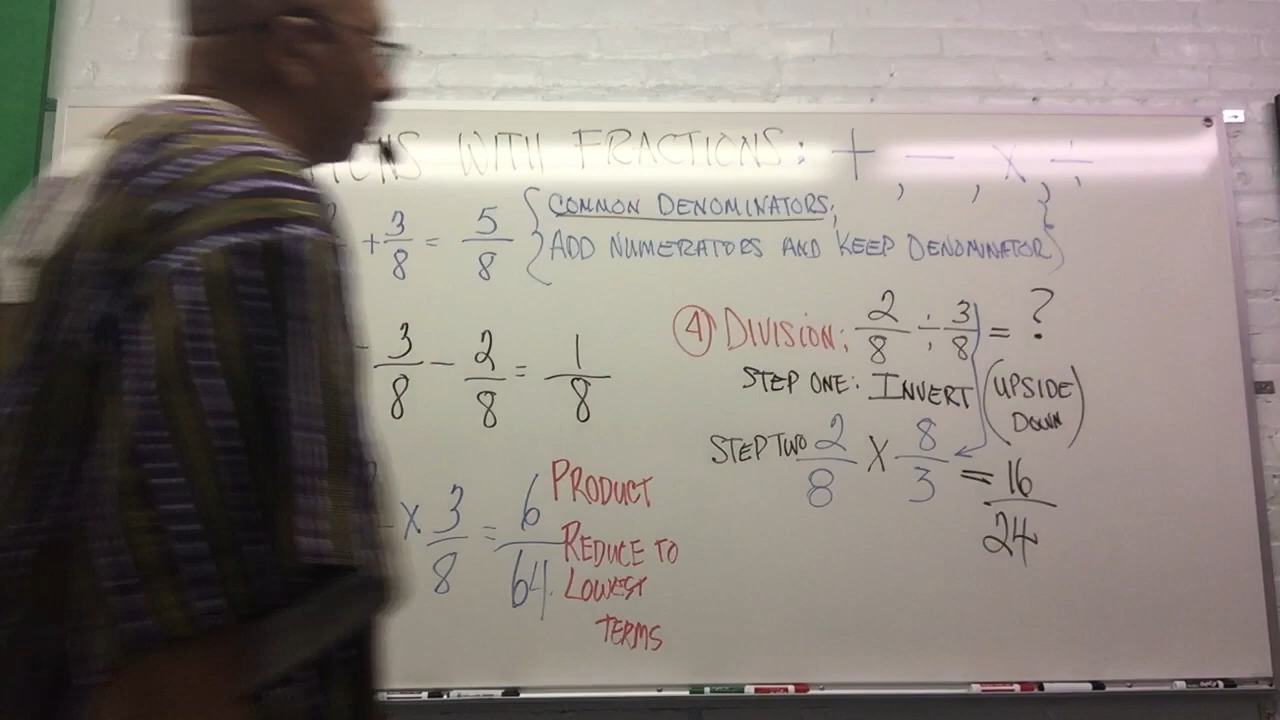 WITH FRACTIONS: +, -, × ÷
+ 3/8 = 5/8 { COMMON DENOMINATORS; }
{ ADD NUMERATORS AND KEEP DENOMINATOR }
3/8 - 2/8 = 1/8
× 3/8 = 6/64 PRODUCT
REDUCE TO
LOWEST
TERMS
④ DIVISION: 2/8 ÷ 3/8 = ?
STEP ONE: INVERT (UPSIDE
DOWN)
STEP TWO 2/8 × 8/3 = 16/24